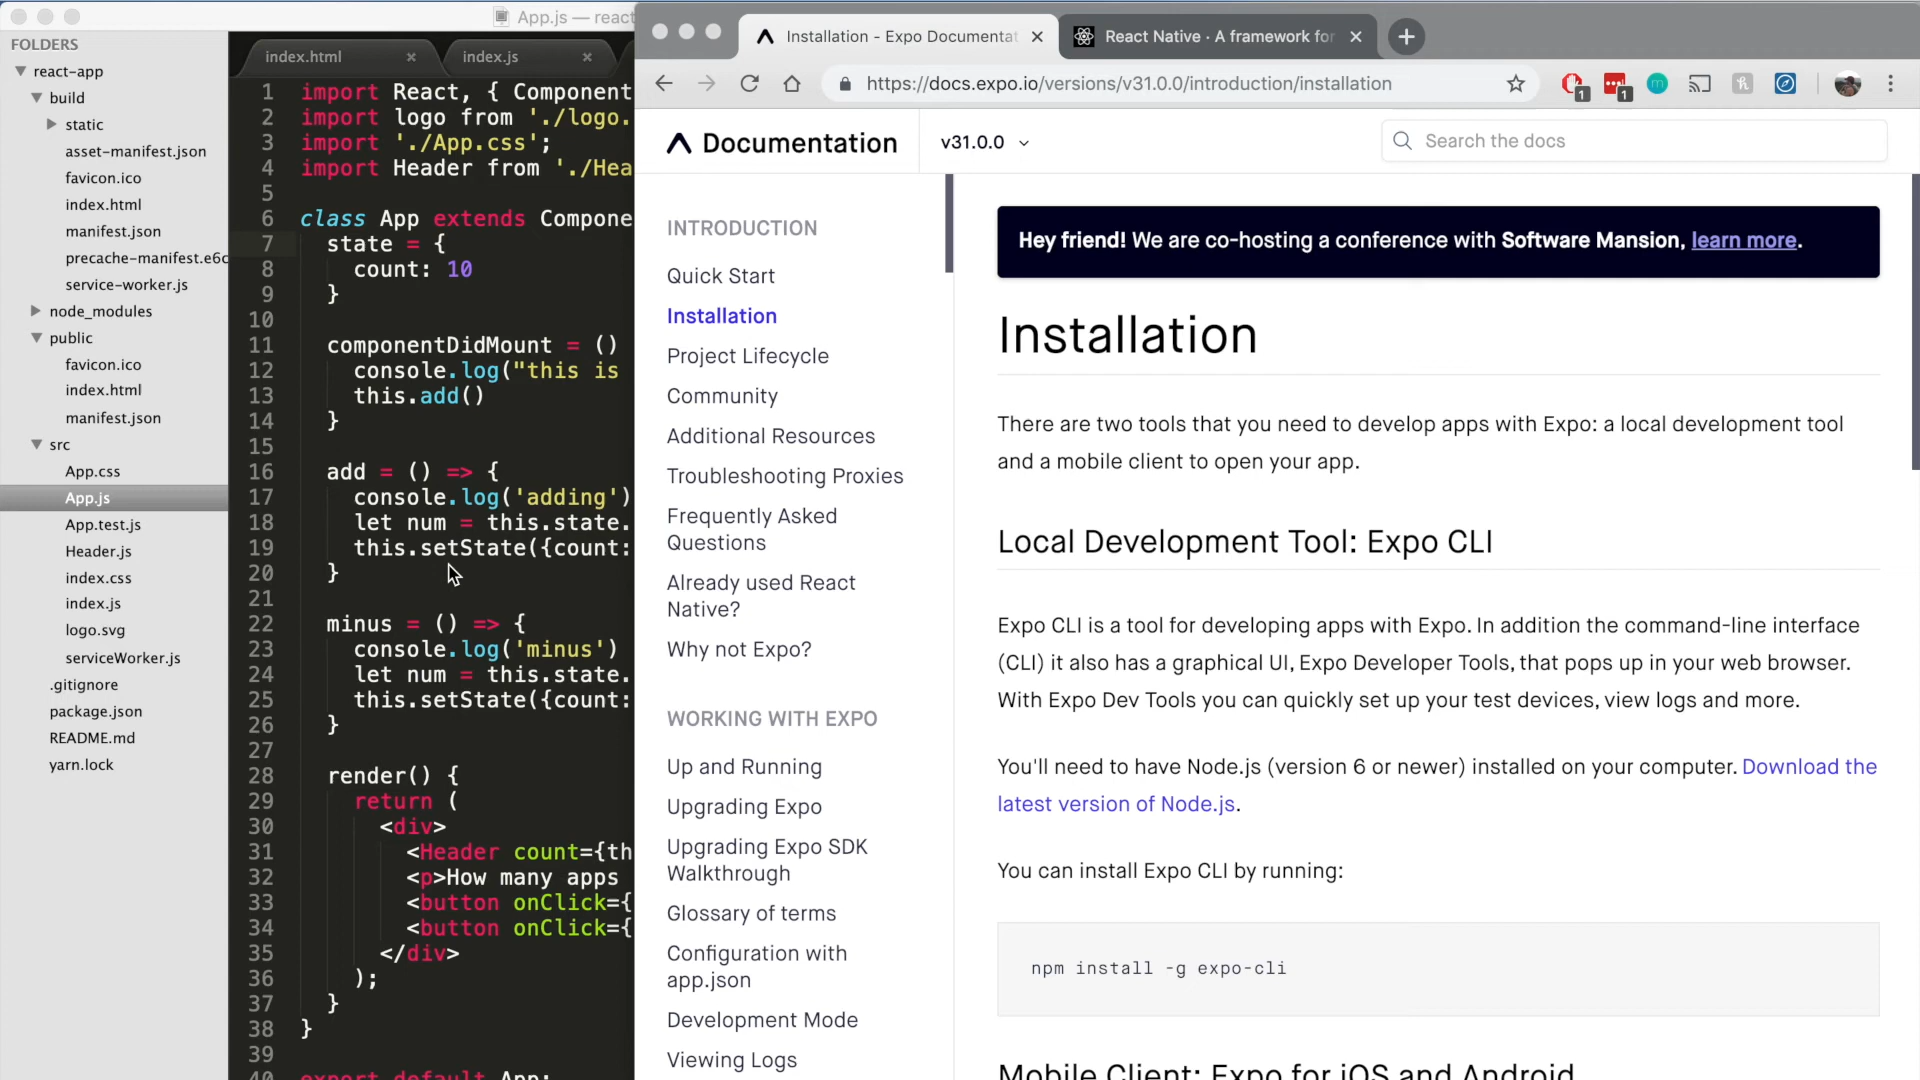 App.js — react
FOLDERS
react-app
build
static
asset-manifest.json
favicon.ico
index.html
manifest.json
precache-manifest.e6c
service-worker.js
node_modules
public
favicon.ico
index.html
manifest.json
src
App.css
App.js
App.test.js
Header.js
index.css
index.js
logo.svg
serviceWorker.js
.gitignore
package.json
README.md
yarn.lock
index.html
index.js
1 import React, { Component
2 import logo from './logo.
3 import './App.css';
4 import Header from './Hea
5
6 class App extends Compone
7 state = {
8 count: 10
9 }
10
11 componentDidMount = ()
12 console.log("this is
13 this.add()
14 }
15
16 add = () => {
17 console.log('adding')
18 let num = this.state.
19 this.setState({count:
20 }
21
22 minus = () => {
23 console.log('minus')
24 let num = this.state.
25 this.setState({count:
26 }
27
28 render() {
29 return (
30 <div>
31 <Header count={th
32 <p>How many apps
33 <button onClick={
34 <button onClick={
35 </div>
36 );
37 }
38 }
39
40 export default App;
Installation - Expo Documentat
React Native · A framework for
https://docs.expo.io/versions/v31.0.0/introduction/installation
1
1
m
Documentation
v31.0.0
Search the docs
INTRODUCTION
Quick Start
Installation
Project Lifecycle
Community
Additional Resources
Troubleshooting Proxies
Frequently Asked
Questions
Already used React
Native?
Why not Expo?
WORKING WITH EXPO
Up and Running
Upgrading Expo
Upgrading Expo SDK
Walkthrough
Glossary of terms
Configuration with
app.json
Development Mode
Viewing Logs
Hey friend! We are co-hosting a conference with Software Mansion, learn more.
Installation
There are two tools that you need to develop apps with Expo: a local development tool
and a mobile client to open your app.
Local Development Tool: Expo CLI
Expo CLI is a tool for developing apps with Expo. In addition the command-line interface
(CLI) it also has a graphical UI, Expo Developer Tools, that pops up in your web browser.
With Expo Dev Tools you can quickly set up your test devices, view logs and more.
You'll need to have Node.js (version 6 or newer) installed on your computer. Download the
latest version of Node.js.
You can install Expo CLI by running:
npm install -g expo-cli
Mobile Client: Expo for iOS and Android